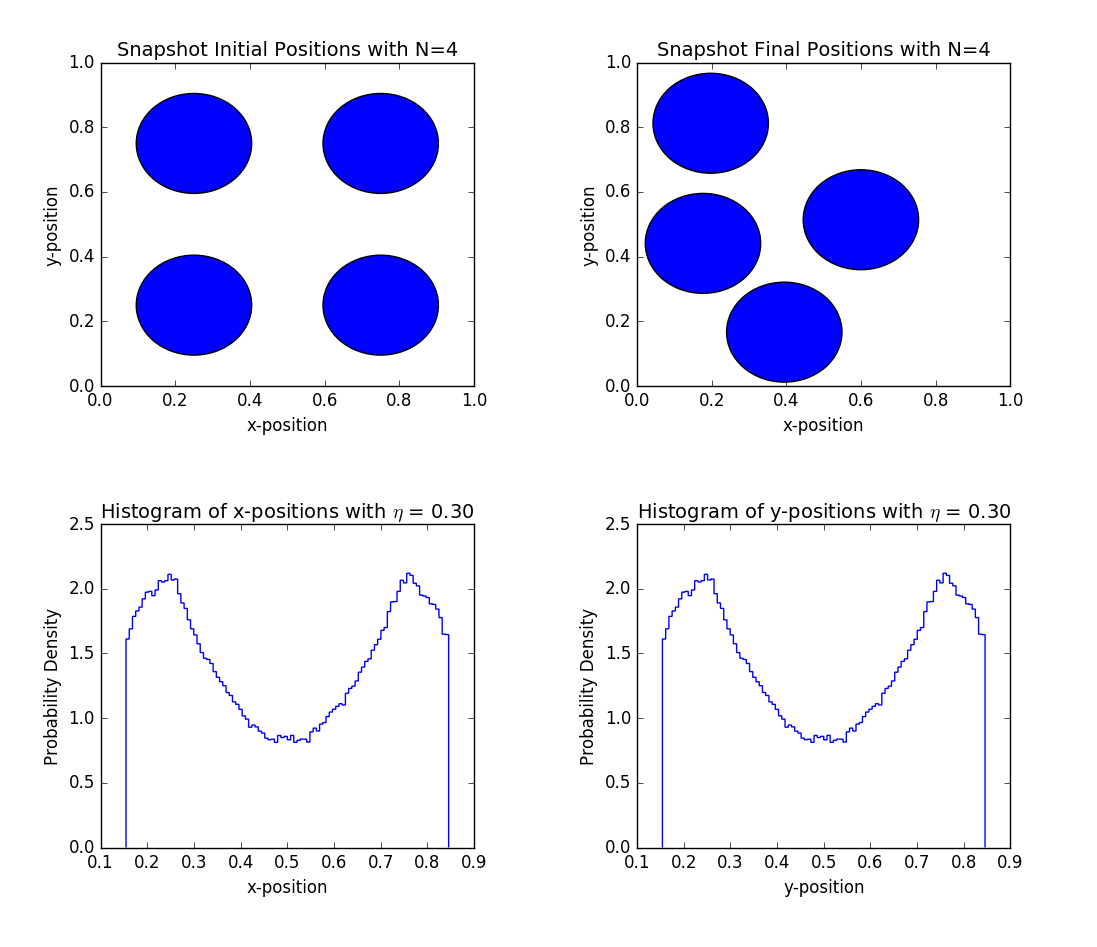 Snapshot Initial Positions with N=4
1.0
0.8
0.6
0.4
0.2
0.0
y-position
0.0 0.2 0.4 0.6 0.8 1.0
x-position
Snapshot Final Positions with N=4
1.0
0.8
0.6
0.4
0.2
0.0
y-position
0.0 0.2 0.4 0.6 0.8 1.0
x-position
Histogram of x-positions with η = 0.30
2.5
2.0
1.5
1.0
0.5
0.0
Probability Density
0.1 0.2 0.3 0.4 0.5 0.6 0.7 0.8 0.9
x-position
Histogram of y-positions with η = 0.30
2.5
2.0
1.5
1.0
0.5
0.0
Probability Density
0.1 0.2 0.3 0.4 0.5 0.6 0.7 0.8 0.9
y-position